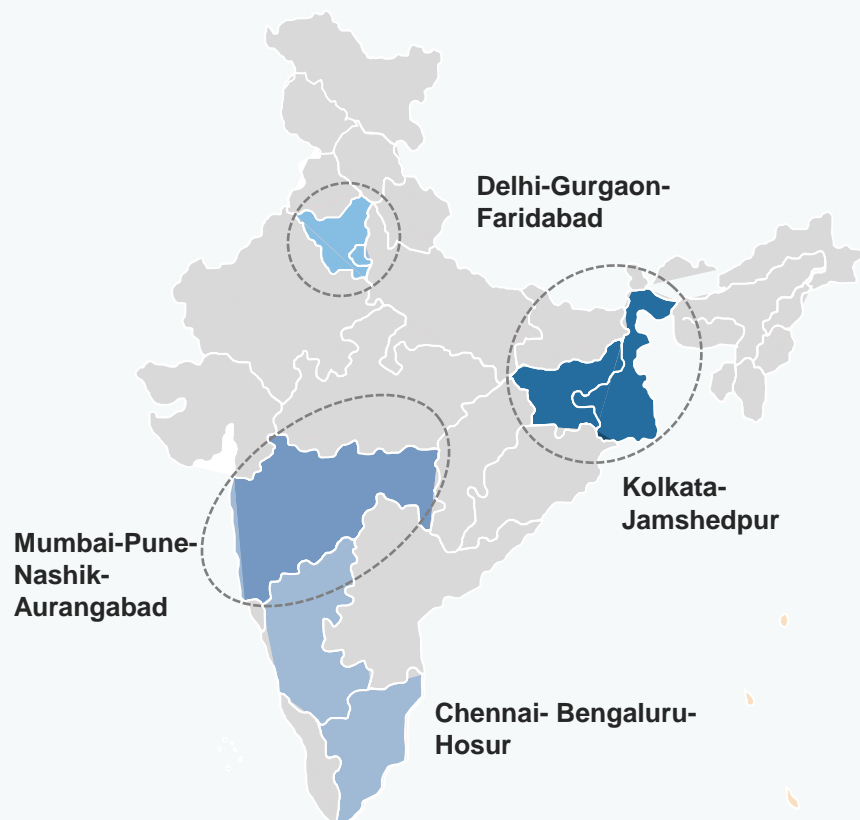 Delhi-Gurgaon-
Faridabad
Kolkata-
Jamshedpur
Mumbai-Pune-
Nashik-
Aurangabad
Chennai- Bengaluru-
Hosur